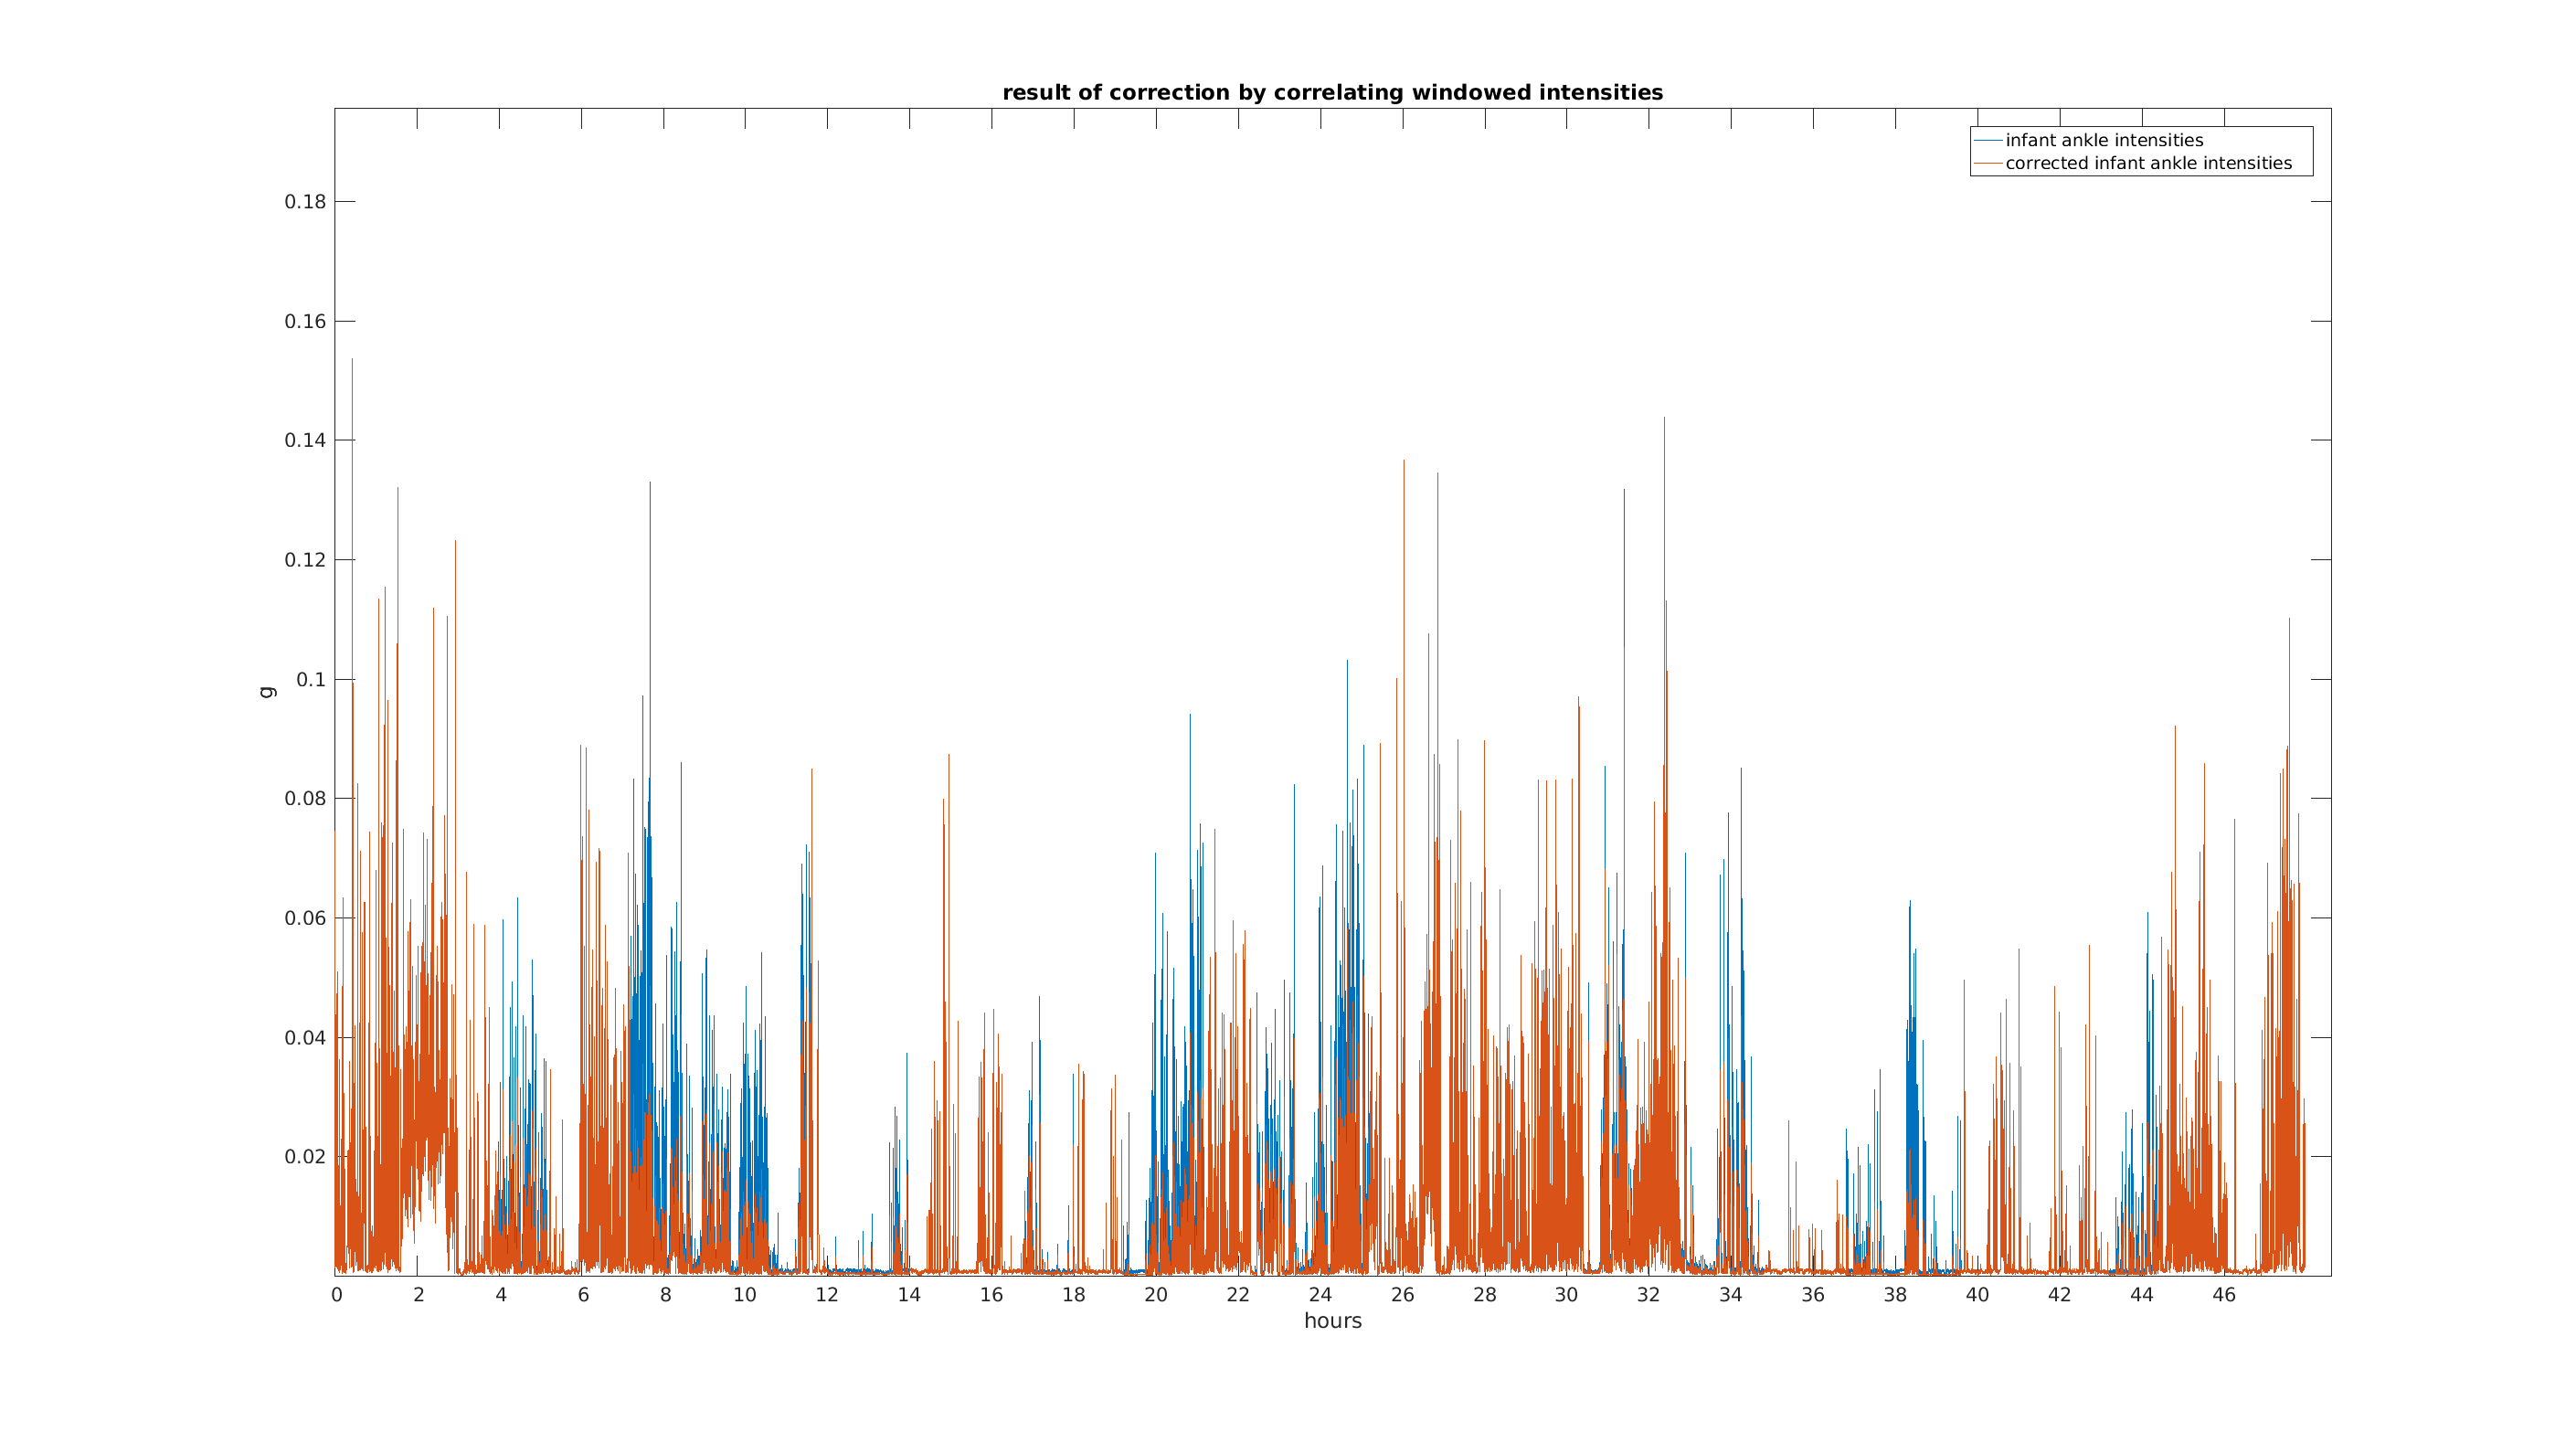 result of correction by correlating windowed intensities
infant ankle intensities
corrected infant ankle intensities
0.18
0.16
0.14
0.12
0.1
0.08
0.06
0.04
0.02
g
0 2 4 6 8 10 12 14 16 18 20 22 24 26 28 30 32 34 36 38 40 42 44 46
hours